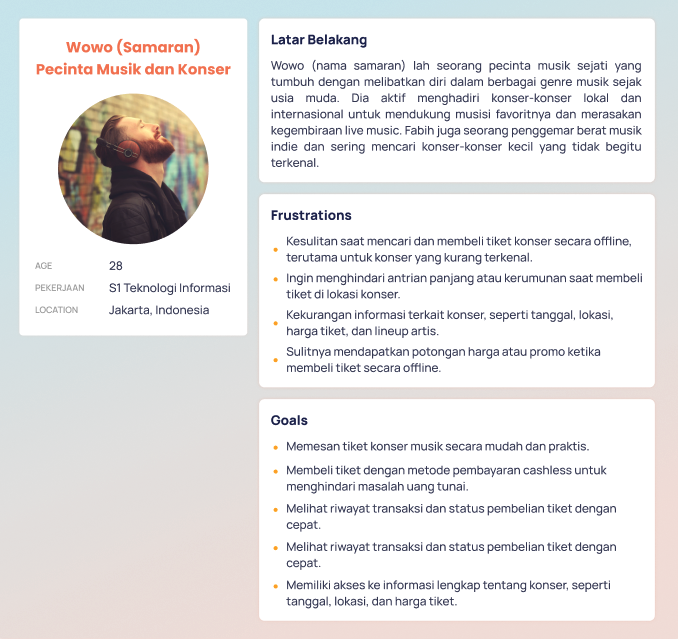 Wowo (Samaran)
Pecinta Musik dan Konser
AGE 28
PEKERJAAN S1 Teknologi Informasi
LOCATION Jakarta, Indonesia
Latar Belakang
Wowo (nama samaran) lah seorang pecinta musik sejati yang
tumbuh dengan melibatkan diri dalam berbagai genre musik sejak
usia muda. Dia aktif menghadiri konser-konser lokal dan
internasional untuk mendukung musisi favoritnya dan merasakan
kegembiraan live music. Fabih juga seorang penggemar berat musik
indie dan sering mencari konser-konser kecil yang tidak begitu
terkenal.
Frustrations
Kesulitan saat mencari dan membeli tiket konser secara offline,
terutama untuk konser yang kurang terkenal.
Ingin menghindari antrian panjang atau kerumunan saat membeli
tiket di lokasi konser.
Kekurangan informasi terkait konser, seperti tanggal, lokasi,
harga tiket, dan lineup artis.
Sulitnya mendapatkan potongan harga atau promo ketika
membeli tiket secara offline.
Goals
Memesan tiket konser musik secara mudah dan praktis.
Membeli tiket dengan metode pembayaran cashless untuk
menghindari masalah uang tunai.
Melihat riwayat transaksi dan status pembelian tiket dengan
cepat.
Melihat riwayat transaksi dan status pembelian tiket dengan
cepat.
Memiliki akses ke informasi lengkap tentang konser, seperti
tanggal, lokasi, dan harga tiket.